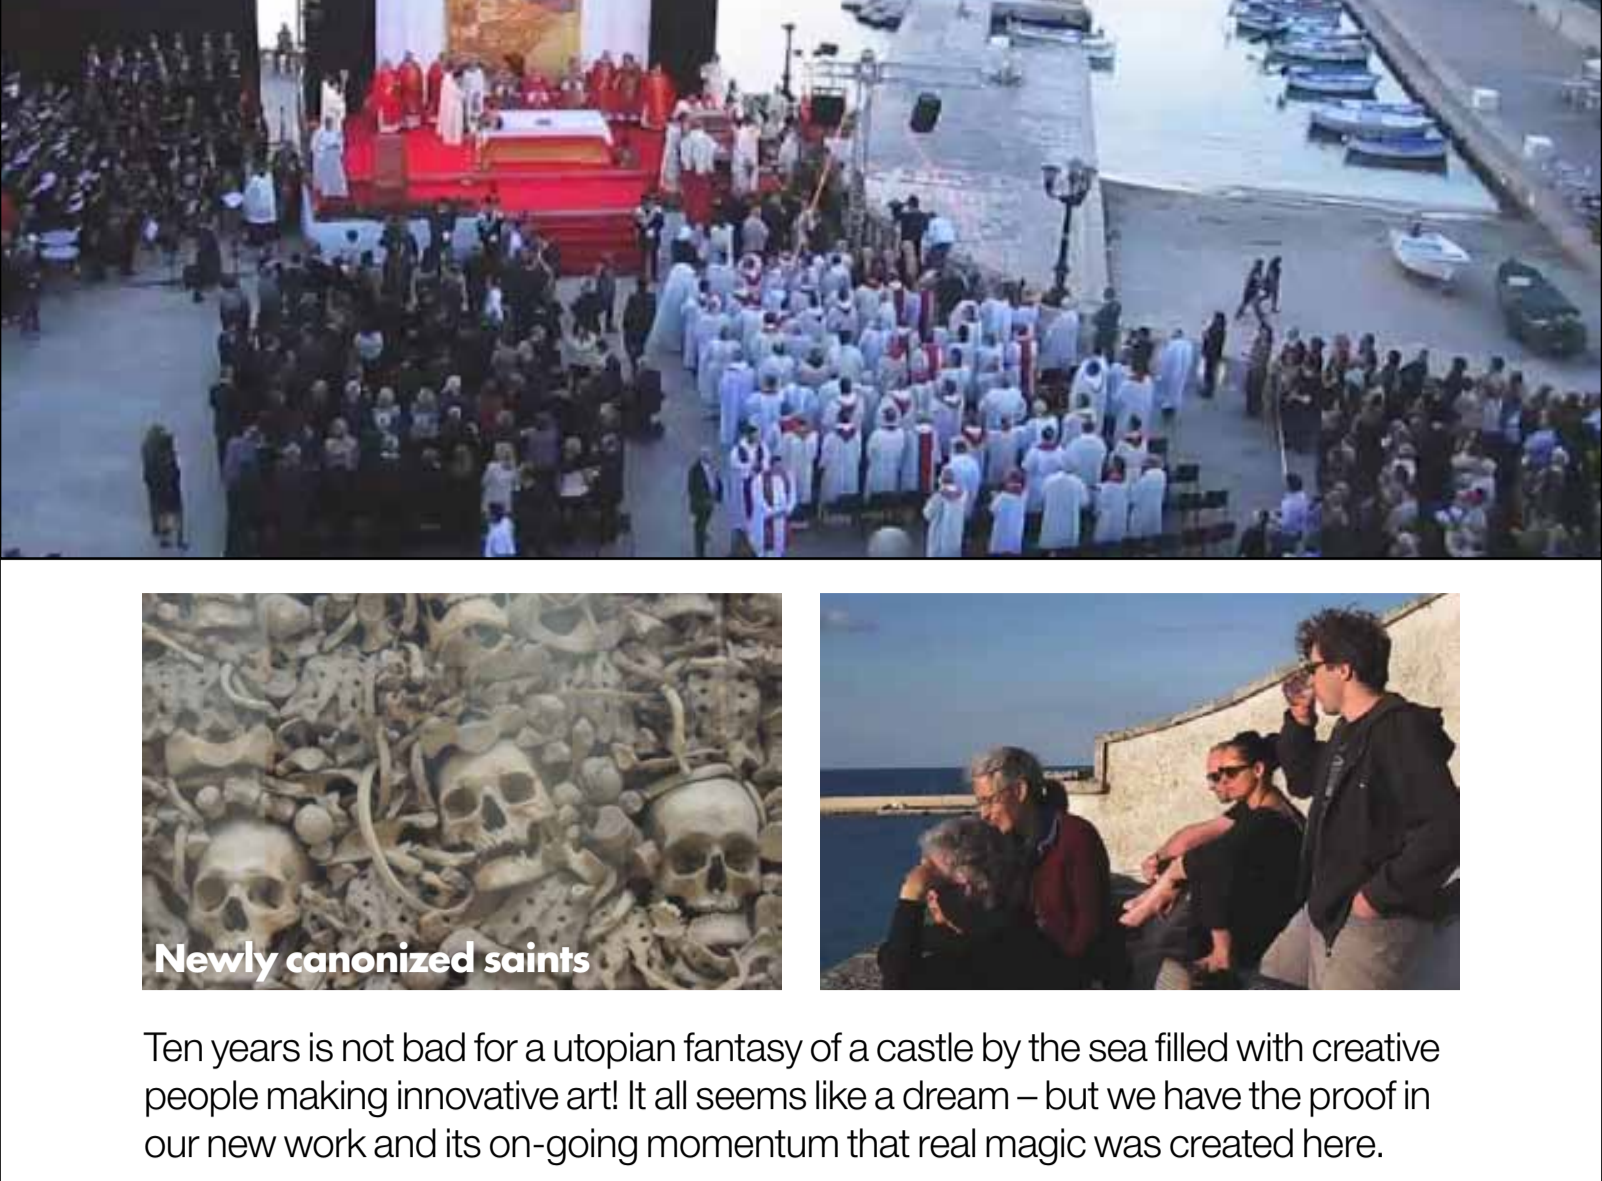 Newly canonized saints
Ten years is not bad for a utopian fantasy of a castle by the sea filled with creative
people making innovative art! It all seems like a dream – but we have the proof in
our new work and its on-going momentum that real magic was created here.